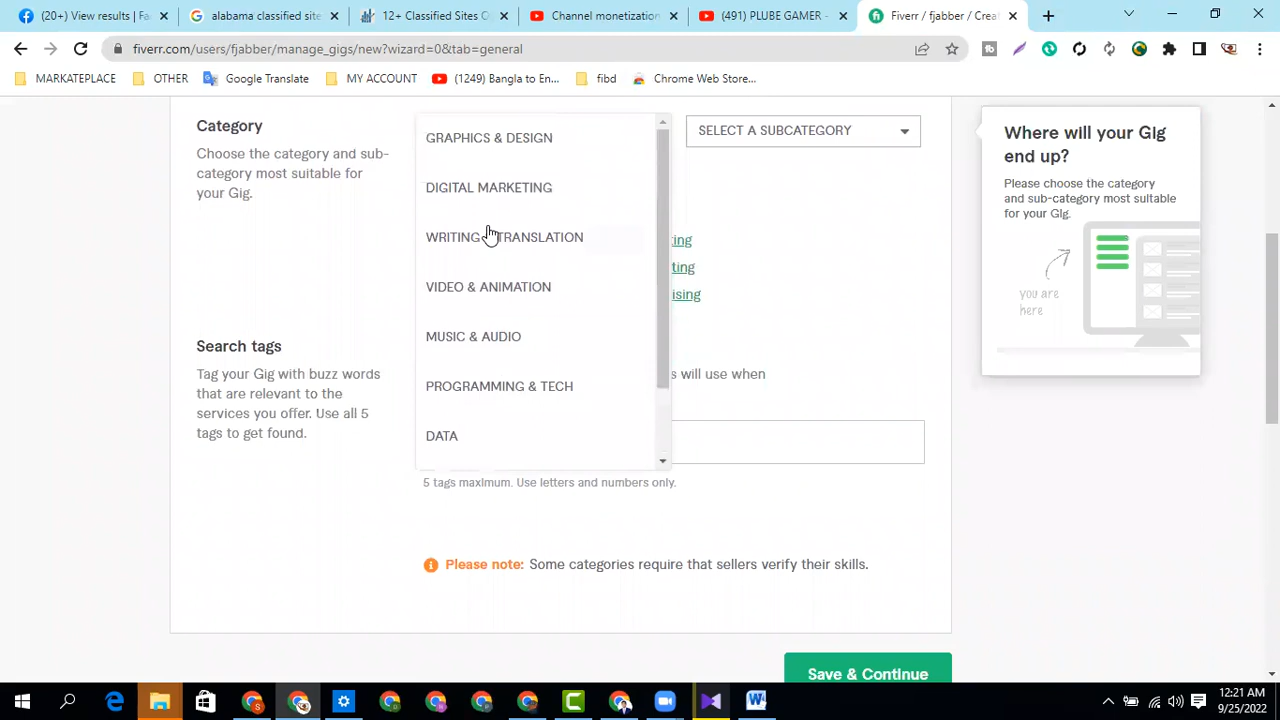 (20+) View results | Fac
alabama classified site
12+ Classified Sites O
Channel monetization
(491) PLUBE GAMER -
Fiverr / fjabber / Crea
fiverr.com/users/fjabber/manage_gigs/new?wizard=0&tab=general
MARKATEPLACE
OTHER
Google Translate
MY ACCOUNT
(1249) Bangla to En...
fibd
Chrome Web Store...
Category
Choose the category and sub-
category most suitable for
your Gig.
GRAPHICS & DESIGN
DIGITAL MARKETING
WRITING TRANSLATION
VIDEO & ANIMATION
MUSIC & AUDIO
PROGRAMMING & TECH
DATA
SELECT A SUBCATEGORY
ting
ting
ising
Search tags
Tag your Gig with buzz words
that are relevant to the
services you offer. Use all 5
tags to get found.
s will use when
5 tags maximum. Use letters and numbers only.
Please note: Some categories require that sellers verify their skills.
Save & Continue
Where will your Gig
end up?
Please choose the category
and sub-category most suitable
for your Gig.
you are
here
12:21 AM
9/25/2022